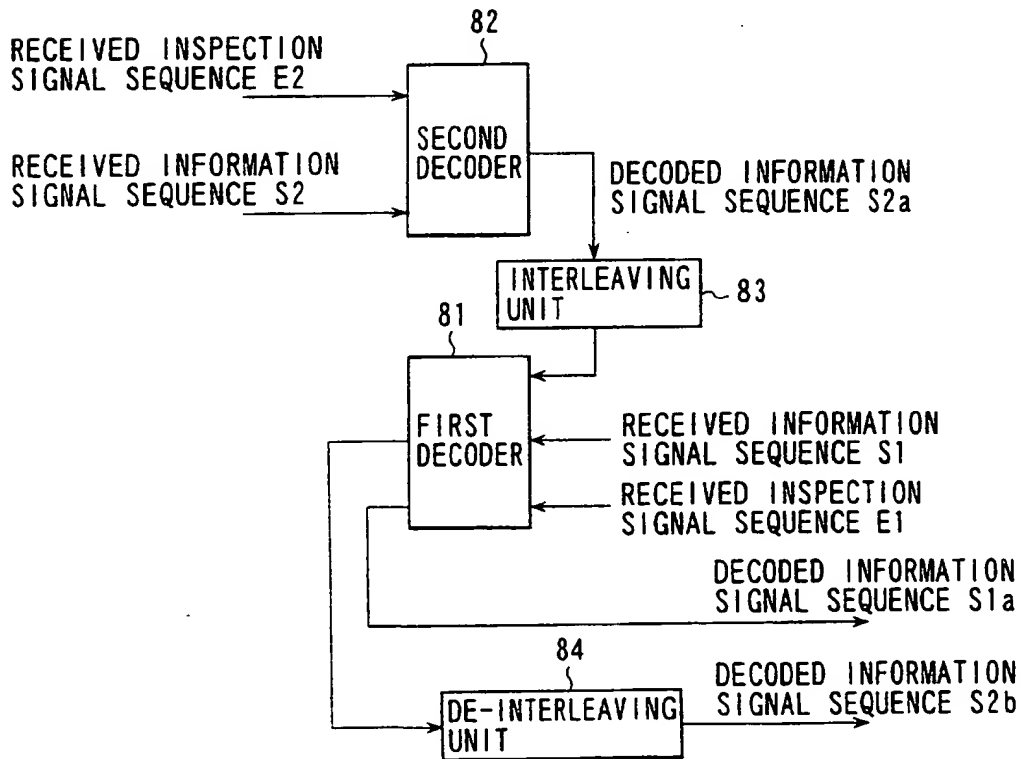 82
RECEIVED INSPECTION
SIGNAL SEQUENCE E2
RECEIVED INFORMATION
SIGNAL SEQUENCE S2
SECOND
DECODER
DECODED INFORMATION
SIGNAL SEQUENCE S2a
INTERLEAVING
UNIT
83
81
FIRST
DECODER
RECEIVED INFORMATION
SIGNAL SEQUENCE S1
RECEIVED INSPECTION
SIGNAL SEQUENCE E1
DECODED INFORMATION
SIGNAL SEQUENCE S1a
84
DE-INTERLEAVING
UNIT
DECODED INFORMATION
SIGNAL SEQUENCE S2b